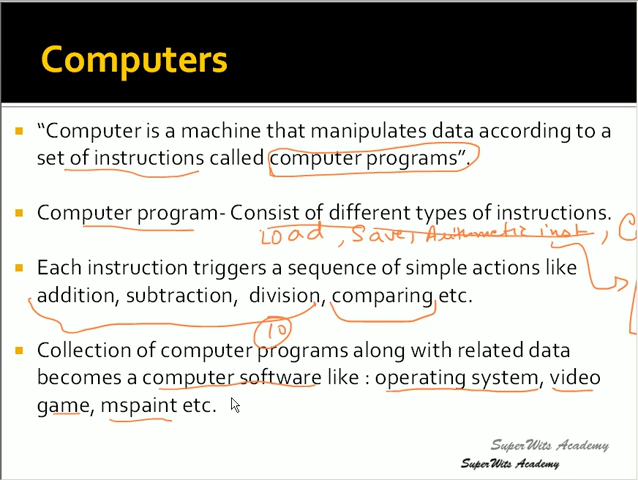 Computers
“Computer is a machine that manipulates data according to a
set of instructions called computer programs”.
Computer program- Consist of different types of instructions.
Load , Save, Arithmetic inst , C
Each instruction triggers a sequence of simple actions like
addition, subtraction, division, comparing etc.
10
Collection of computer programs along with related data
becomes a computer software like : operating system, video
game, mspaint etc.
SuperWits Academy
SuperWits Academy